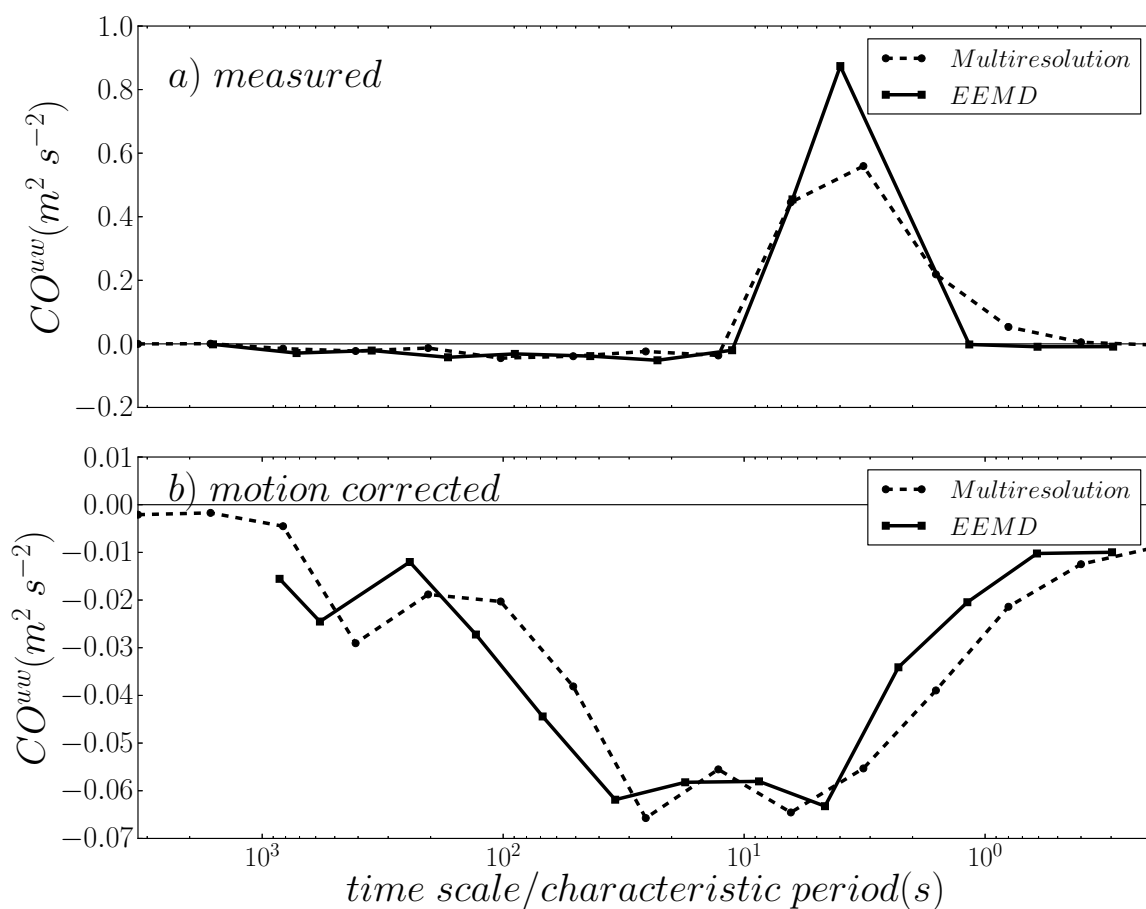 1.0
a) measured
Multiresolution
EEMD
0.8
0.6
0.4
0.2
0.0
−0.2
CO^{uw}(m^2 s^{−2})
0.01
b) motion corrected
Multiresolution
EEMD
0.00
−0.01
−0.02
−0.03
−0.04
−0.05
−0.06
−0.07
CO^{uw}(m^2 s^{−2})
10^3 10^2 10^1 10^0
time scale/characteristic period(s)